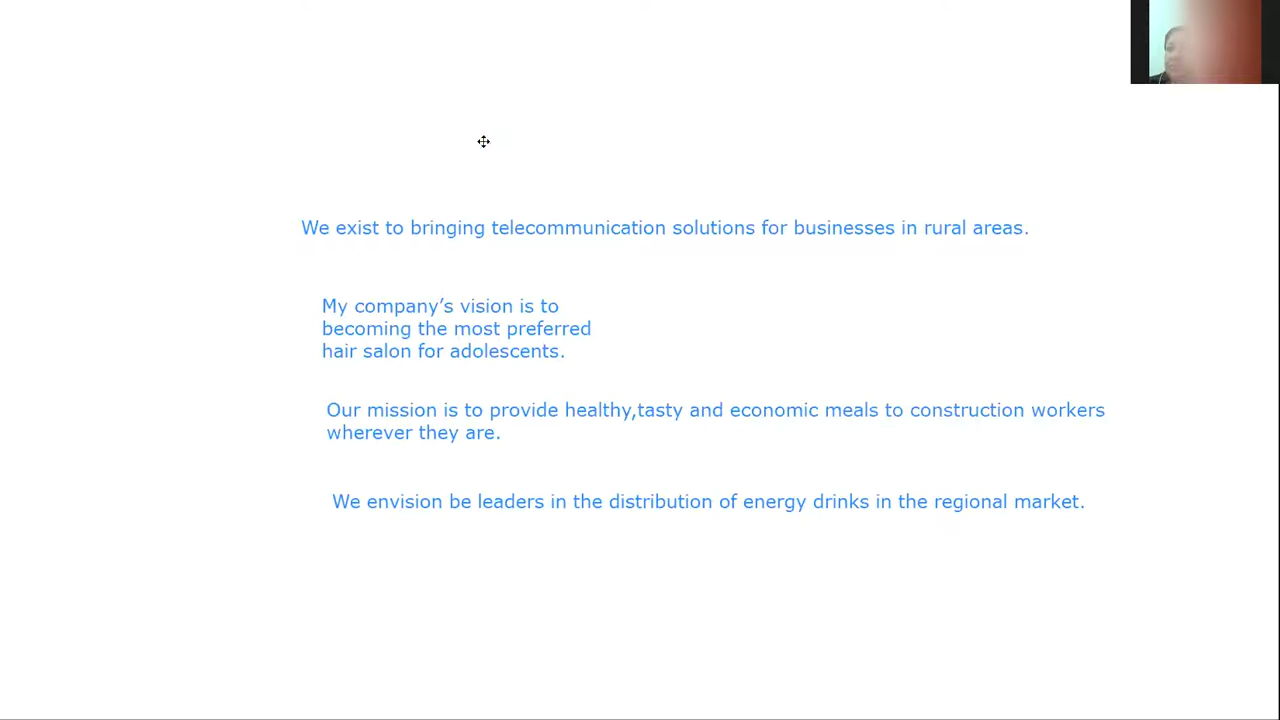 We exist to bringing telecommunication solutions for businesses in rural areas.
My company’s vision is to
becoming the most preferred
hair salon for adolescents.
Our mission is to provide healthy,tasty and economic meals to construction workers
wherever they are.
We envision be leaders in the distribution of energy drinks in the regional market.